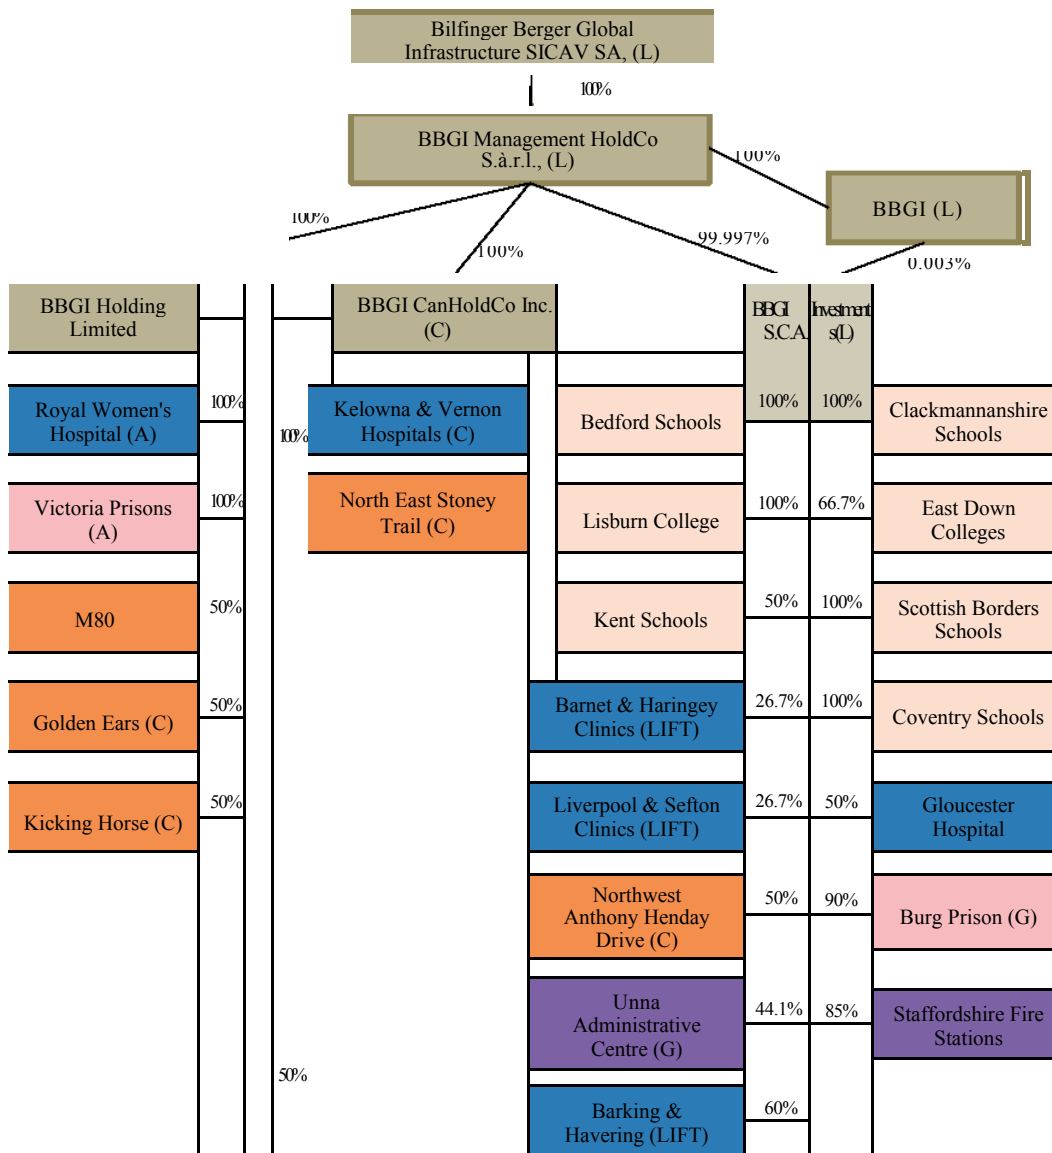 Bilfinger Berger Global
Infrastructure SICAV SA, (L)
100%
BBGI Management HoldCo
S.à.r.l., (L)
100%
BBGI (L)
100%
100%
99.997%
0.003%
BBGI Holding
Limited
BBGI CanHoldCo Inc.
(C)
BBGI
S.C.A.
Investment
s(L)
Royal Women's
Hospital (A)
100%
100%
Kelowna & Vernon
Hospitals (C)
Bedford Schools
100%
100%
Clackmannanshire
Schools
Victoria Prisons
(A)
100%
North East Stoney
Trail (C)
Lisburn College
100%
66.7%
East Down
Colleges
M80
50%
Kent Schools
50%
100%
Scottish Borders
Schools
Golden Ears (C)
50%
Barnet & Haringey
Clinics (LIFT)
26.7%
100%
Coventry Schools
Kicking Horse (C)
50%
Liverpool & Sefton
Clinics (LIFT)
26.7%
50%
Gloucester
Hospital
Northwest
Anthony Henday
Drive (C)
50%
90%
Burg Prison (G)
Unna
Administrative
Centre (G)
44.1%
85%
Staffordshire Fire
Stations
50%
Barking &
Havering (LIFT)
60%